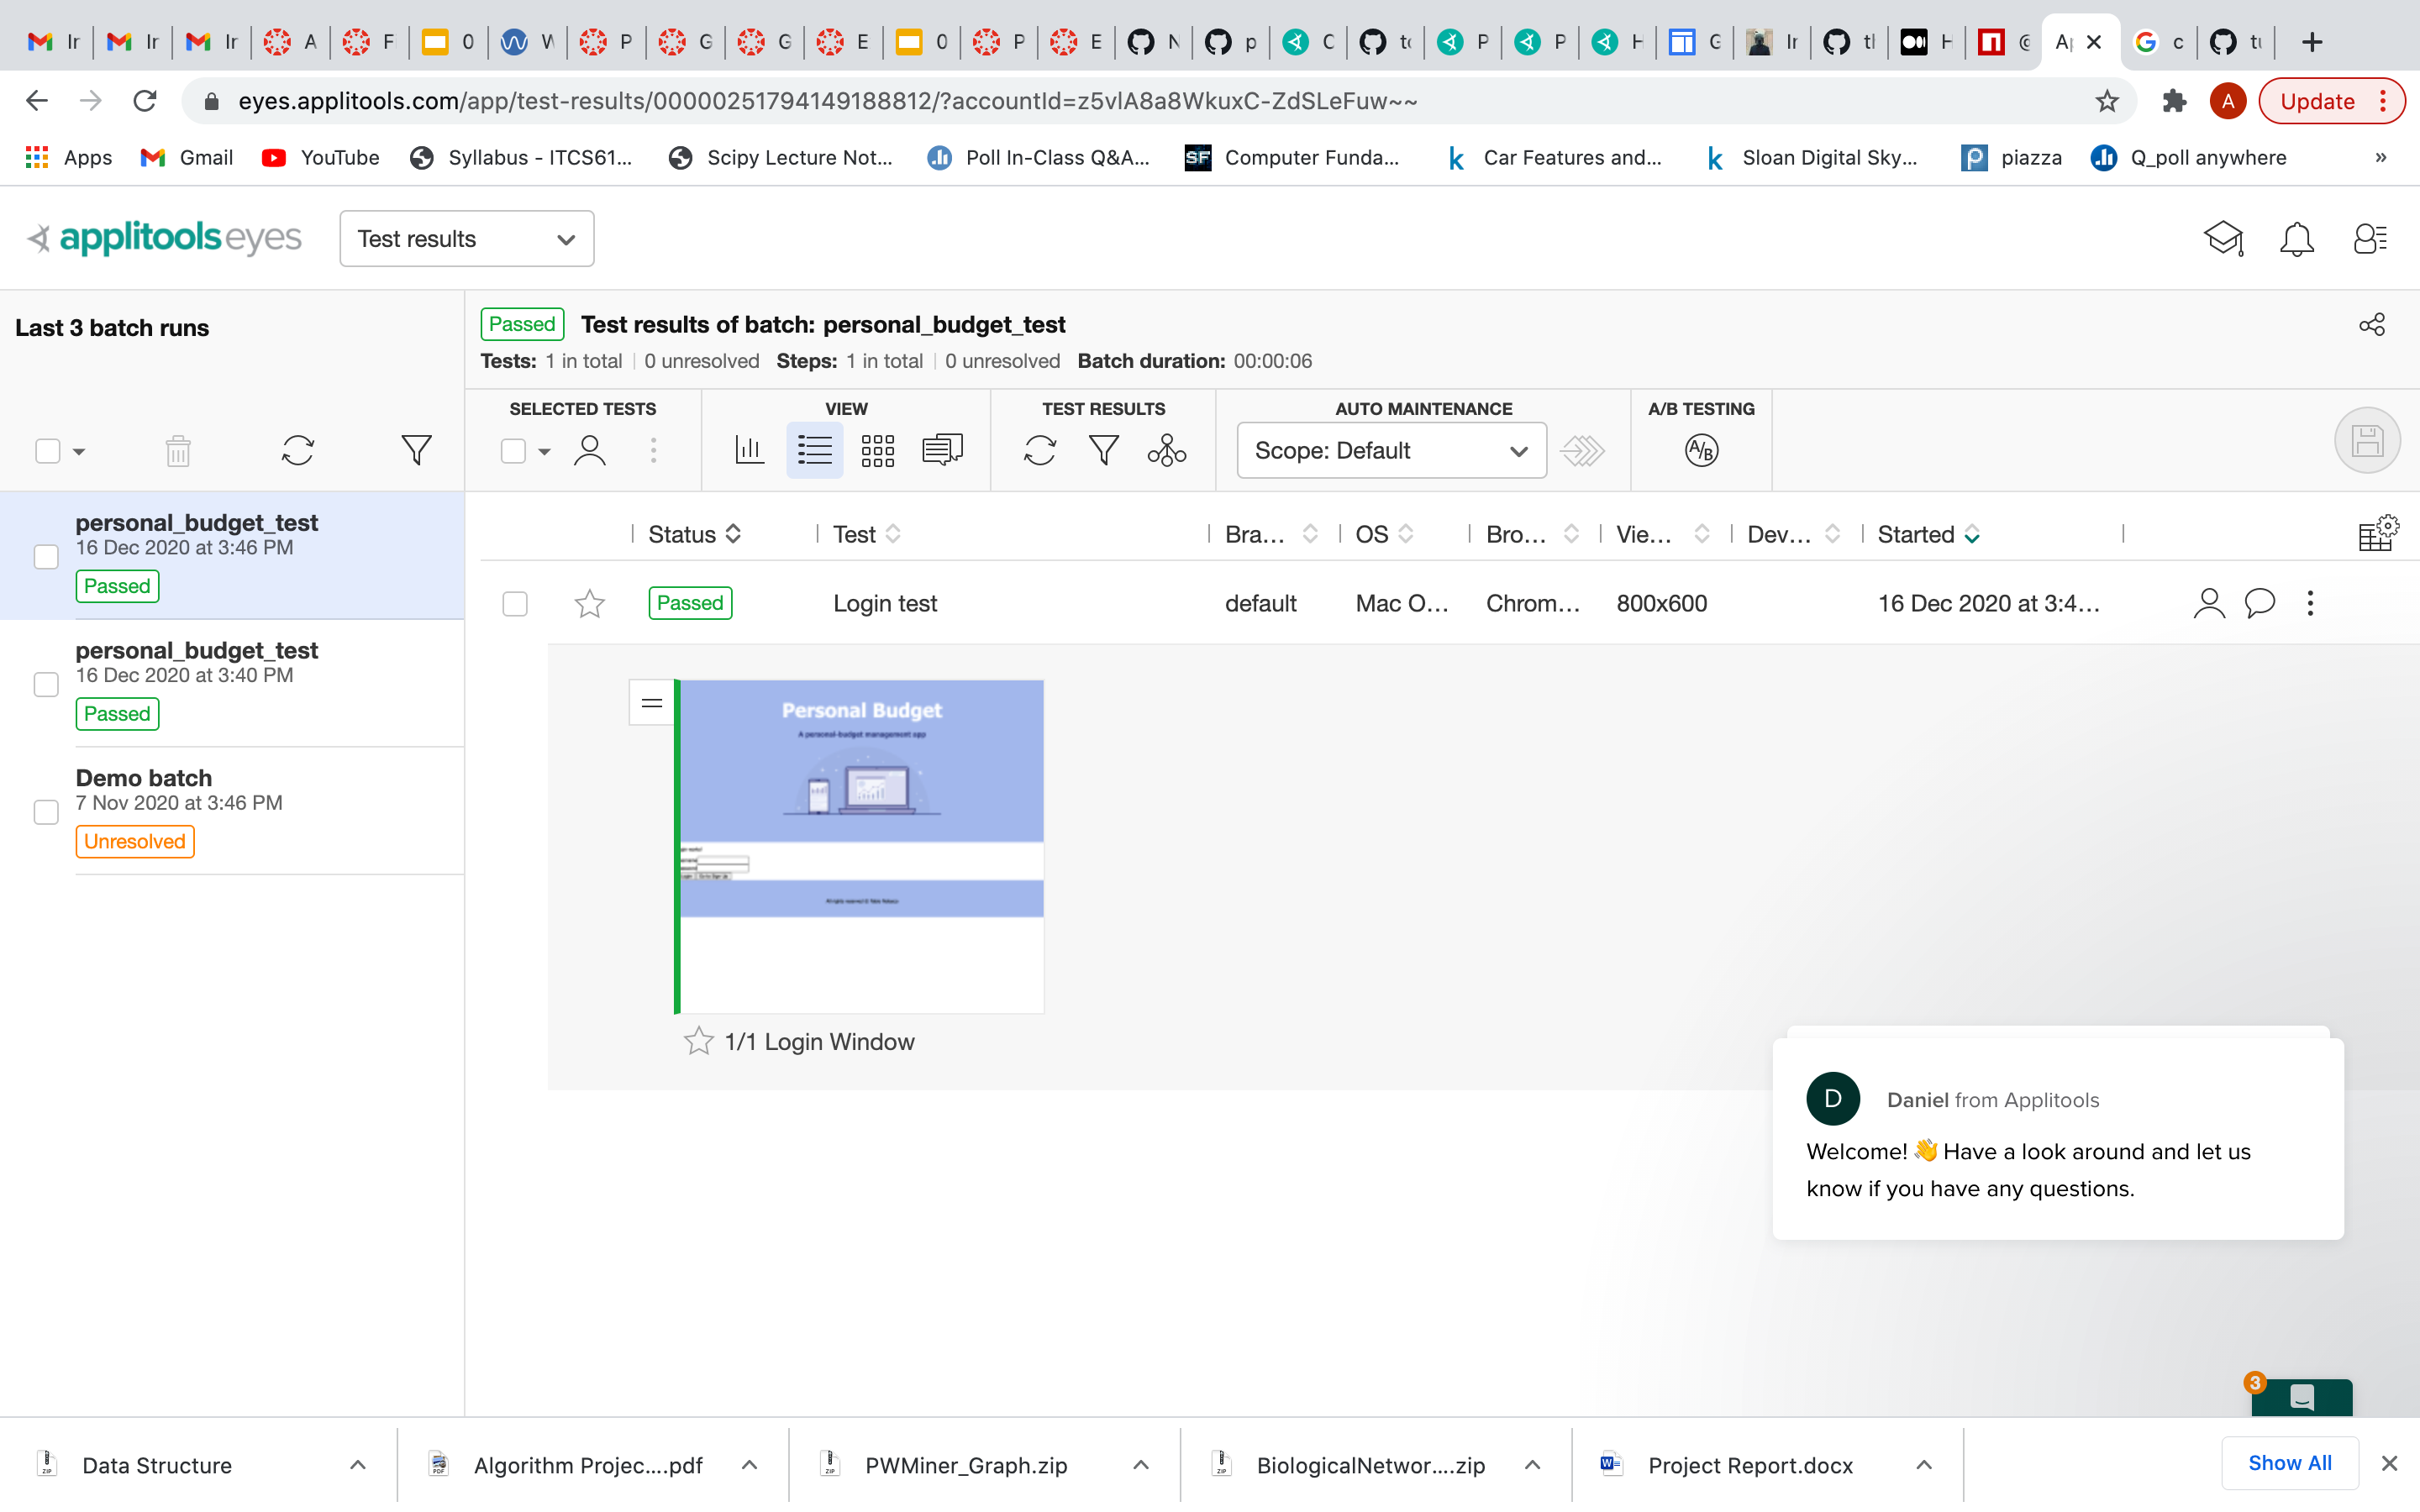 Ir Ir Ir A F 0 W P G G E 0 P E N p C to P P H G Ir tl H @ Ap c tu
eyes.applitools.com/app/test-results/00000251794149188812/?accountId=z5vlA8a8WkuxC-ZdSLeFuw~~
A
Update
Apps Gmail YouTube Syllabus - ITCS61... Scipy Lecture Not... Poll In-Class Q&A... SF Computer Funda... k Car Features and... k Sloan Digital Sky... piazza Q_poll anywhere »
applitools eyes
Test results
Last 3 batch runs
Passed Test results of batch: personal_budget_test
Tests: 1 in total | 0 unresolved Steps: 1 in total | 0 unresolved Batch duration: 00:00:06
SELECTED TESTS VIEW TEST RESULTS AUTO MAINTENANCE A/B TESTING
Scope: Default
A/B
personal_budget_test
16 Dec 2020 at 3:46 PM
Passed
personal_budget_test
16 Dec 2020 at 3:40 PM
Passed
Demo batch
7 Nov 2020 at 3:46 PM
Unresolved
Status Test Bra... OS Bro... Vie... Dev... Started
Passed Login test default Mac O... Chrom... 800x600 16 Dec 2020 at 3:4...
Personal Budget
A personal-budget management app
1/1 Login Window
D
Daniel from Applitools
Welcome! 👋 Have a look around and let us
know if you have any questions.
3
Data Structure Algorithm Projec....pdf PWMiner_Graph.zip BiologicalNetwor....zip Project Report.docx Show All